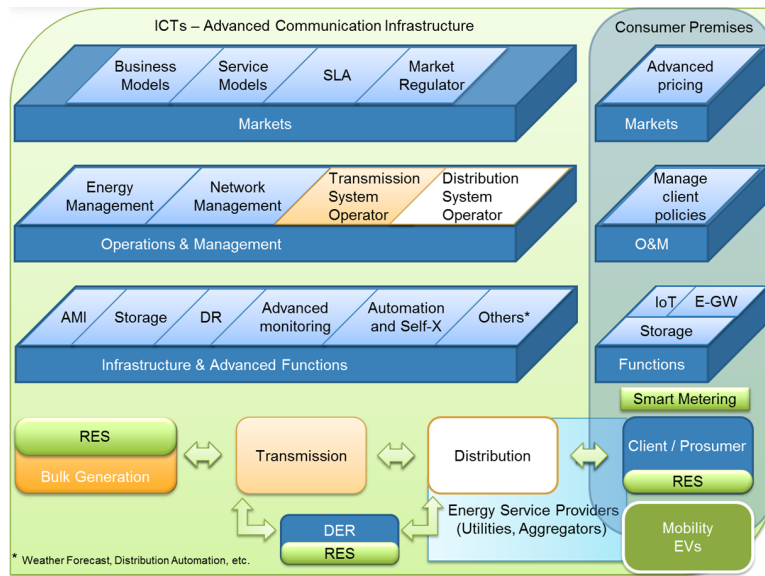 ICTs – Advanced Communication Infrastructure
Consumer Premises
Business
Models
Service
Models
SLA
Market
Regulator
Markets
Advanced
pricing
Markets
Energy
Management
Network
Management
Transmission
System
Operator
Distribution
System
Operator
Operations & Management
Manage
client
policies
O&M
AMI
Storage
DR
Advanced
monitoring
Automation
and Self-X
Others*
Infrastructure & Advanced Functions
IoT
E-GW
Storage
Functions
Smart Metering
RES
Bulk Generation
Transmission
Distribution
Client / Prosumer
RES
DER
RES
Energy Service Providers
(Utilities, Aggregators)
Mobility
EVs
* Weather Forecast, Distribution Automation, etc.